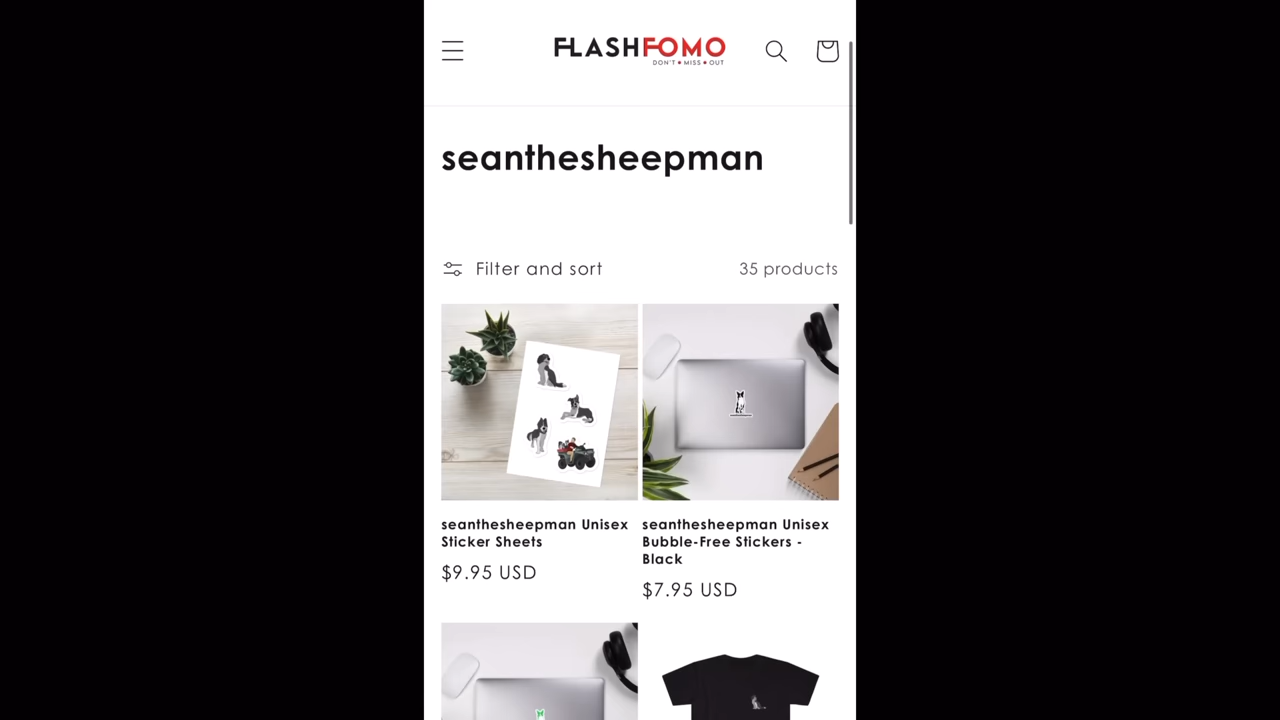 FLASHFOMO
DON'T • MISS • OUT
seanthesheepman
Filter and sort
35 products
seanthesheepman Unisex
Sticker Sheets
$9.95 USD
seanthesheepman Unisex
Bubble-Free Stickers -
Black
$7.95 USD